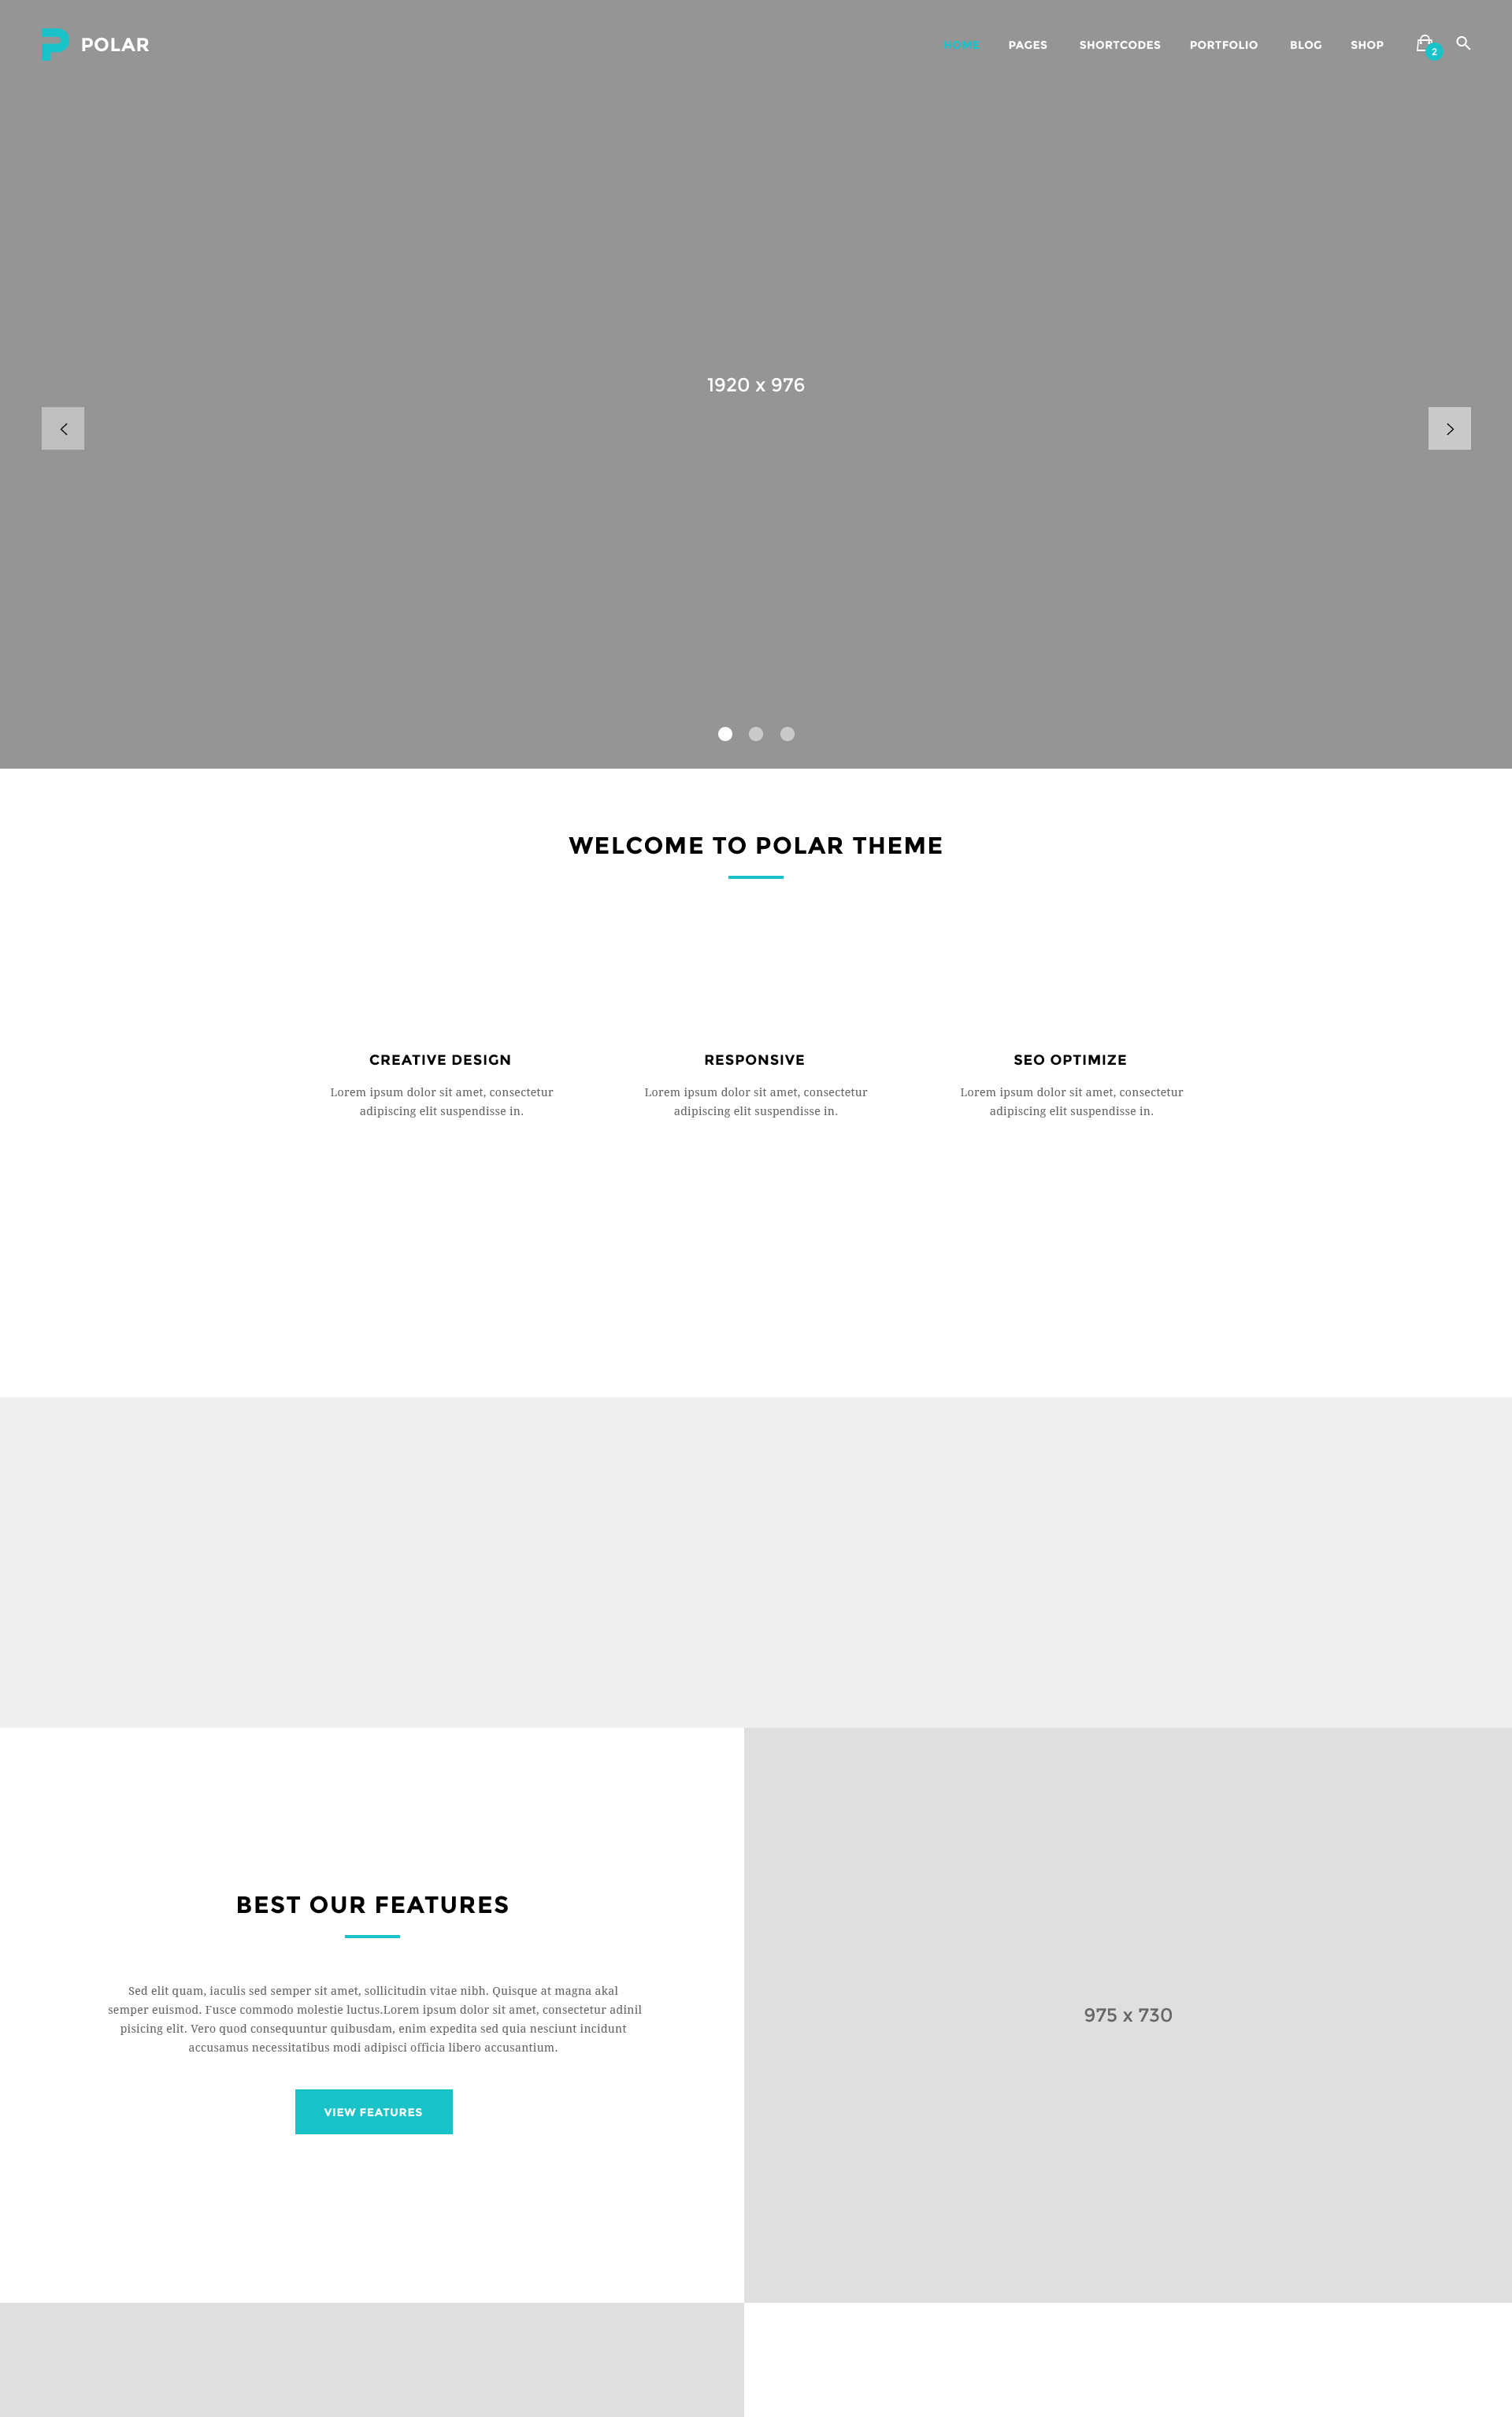 POLAR
HOME PAGES SHORTCODES PORTFOLIO BLOG SHOP 2
1920 x 976
WELCOME TO POLAR THEME
CREATIVE DESIGN
Lorem ipsum dolor sit amet, consectetur
adipiscing elit suspendisse in.
RESPONSIVE
Lorem ipsum dolor sit amet, consectetur
adipiscing elit suspendisse in.
SEO OPTIMIZE
Lorem ipsum dolor sit amet, consectetur
adipiscing elit suspendisse in.
BEST OUR FEATURES
Sed elit quam, iaculis sed semper sit amet, sollicitudin vitae nibh. Quisque at magna akal
semper euismod. Fusce commodo molestie luctus.Lorem ipsum dolor sit amet, consectetur adinil
pisicing elit. Vero quod consequuntur quibusdam, enim expedita sed quia nesciunt incidunt
accusamus necessitatibus modi adipisci officia libero accusantium.
VIEW FEATURES
975 x 730